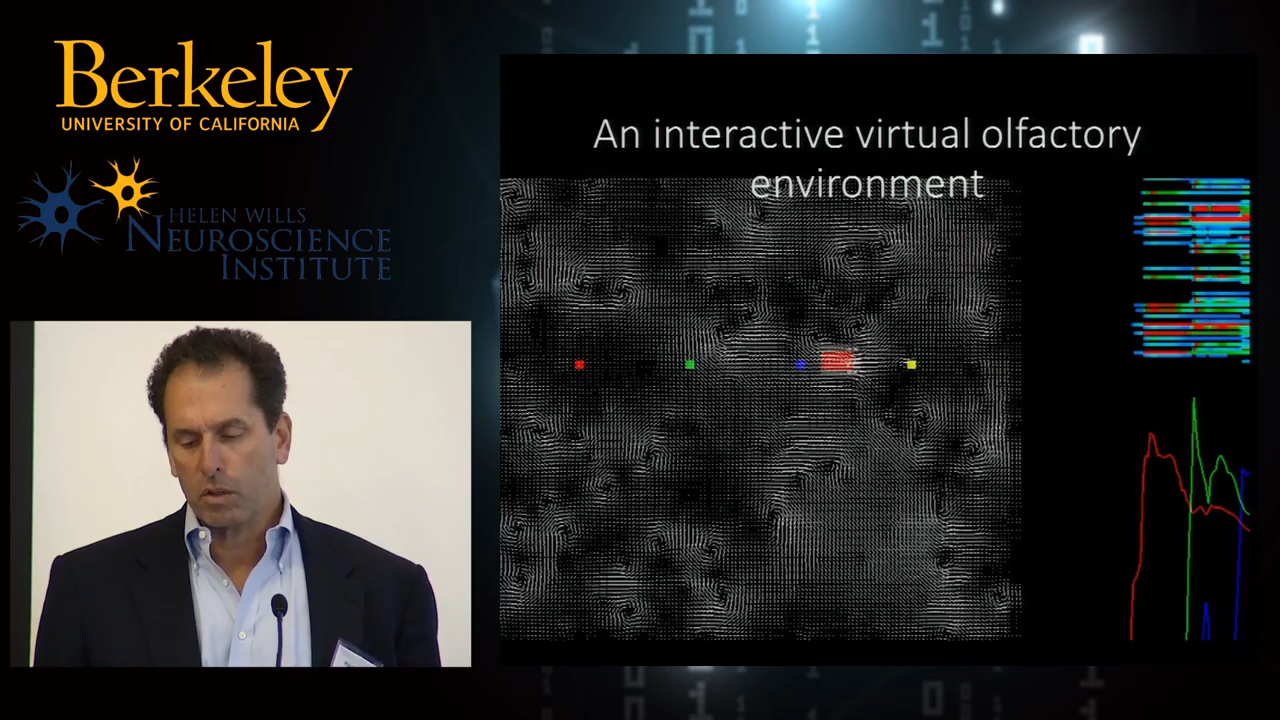 Berkeley
UNIVERSITY OF CALIFORNIA
HELEN WILLS
NEUROSCIENCE
INSTITUTE
An interactive virtual olfactory
environment